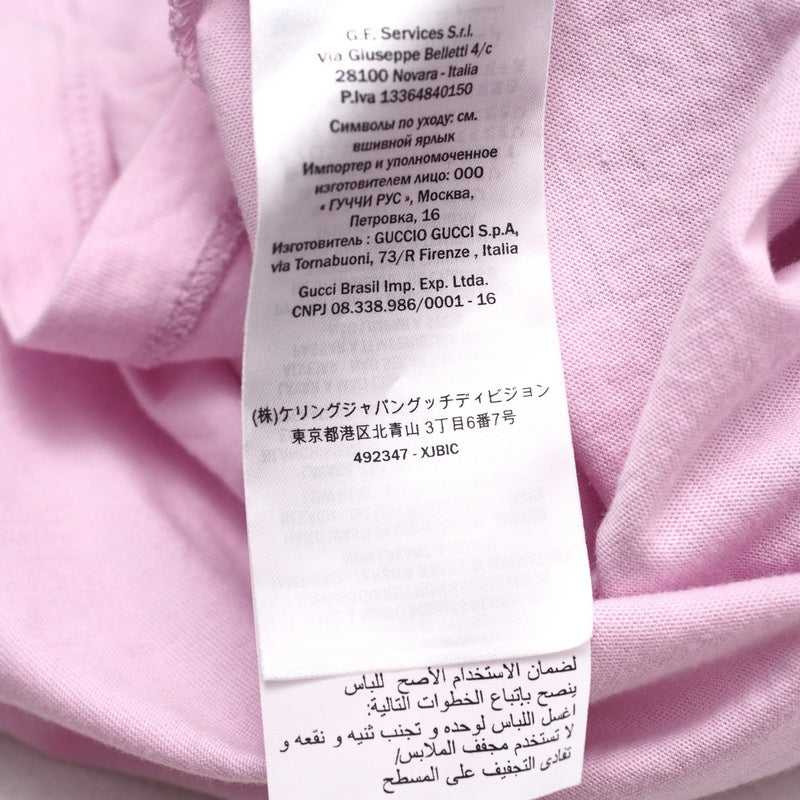 G.F. Services S.r.l.
Via Giuseppe Belletti 4/c
28100 Novara - Italia
P.Iva 13364840150
Символы по уходу: см.
вшивной ярлык
Импортер и уполномоченное
изготовителем лицо: ООО
« ГУЧЧИ РУС », Москва,
Петровка, 16
Изготовитель : GUCCIO GUCCI S.p.A,
via Tornabuoni, 73/R Firenze , Italia
Gucci Brasil Imp. Exp. Ltda.
CNPJ 08.338.986/0001 - 16
(株)ケリングジャパングッチディビジョン
東京都港区北青山 3丁目6番7号
492347 - XJBIC
لضمان الاستخدام الأصح للباس
ينصح بإتباع الخطوات التالية:
اغسل اللباس لوحده و تجنب ثنيه و نقعه و
لا تستخدم مجفف الملابس/
تفادى التجفيف على المسطح